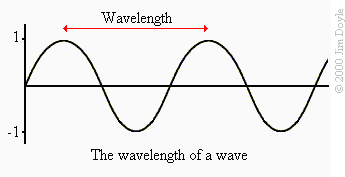 Wavelength
1
-1
The wavelength of a wave
© 2000 Jim Doyle